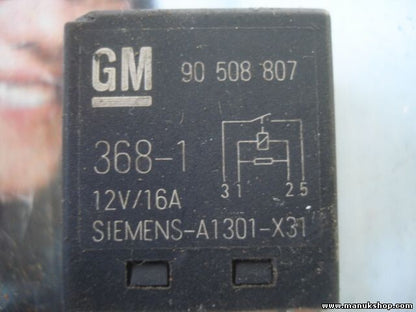 GM 90 508 807
368-1
31 25
12V/16A
SIEMENS-A1301-X31
www.manukshop.com